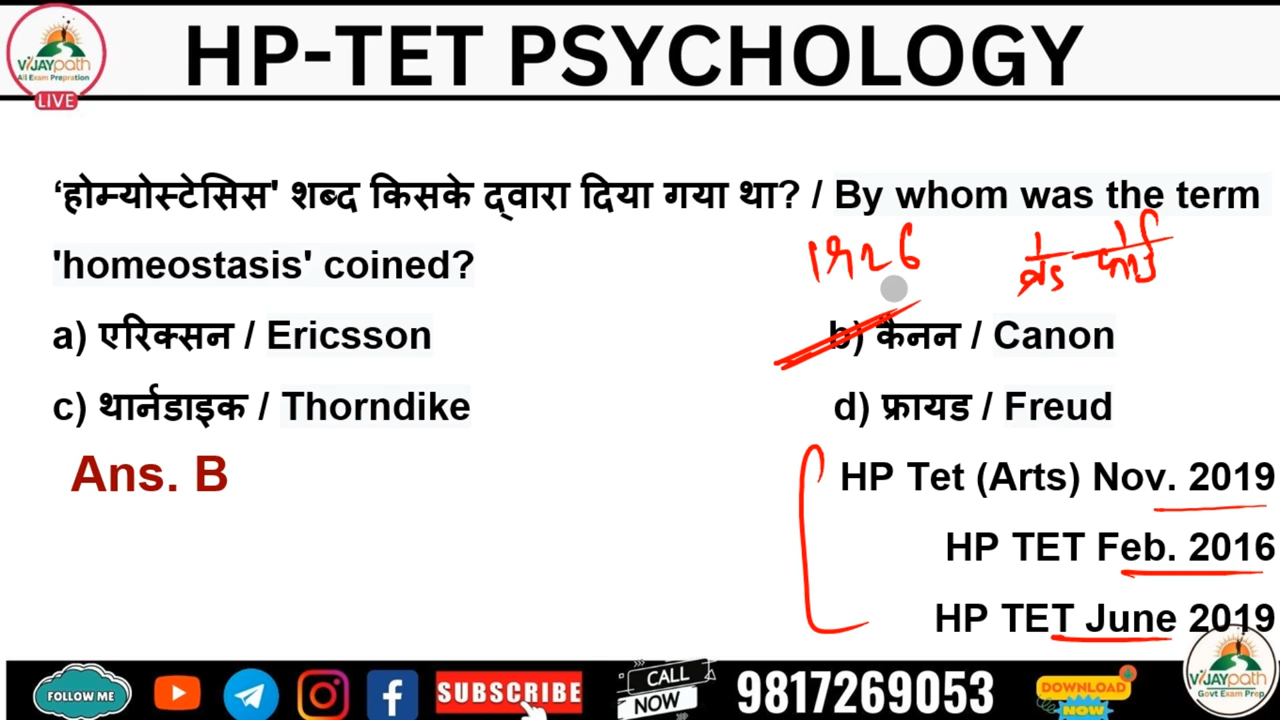 HP-TET PSYCHOLOGY
ViJAYpath
All Exam Prepration
LIVE
‘होम्योस्टेसिस' शब्द किसके द्वारा दिया गया था? / By whom was the term
'homeostasis' coined?
1926
a) एरिक्सन / Ericsson
b) कैनन / Canon
c) थार्नडाइक / Thorndike
d) फ्रायड / Freud
Ans. B
HP Tet (Arts) Nov. 2019
HP TET Feb. 2016
HP TET June 2019
FOLLOW ME
SUBSCRIBE
CALL
NOW
9817269053
DOWNLOAD
NOW
ViJAYpath
Govt Exam Prep